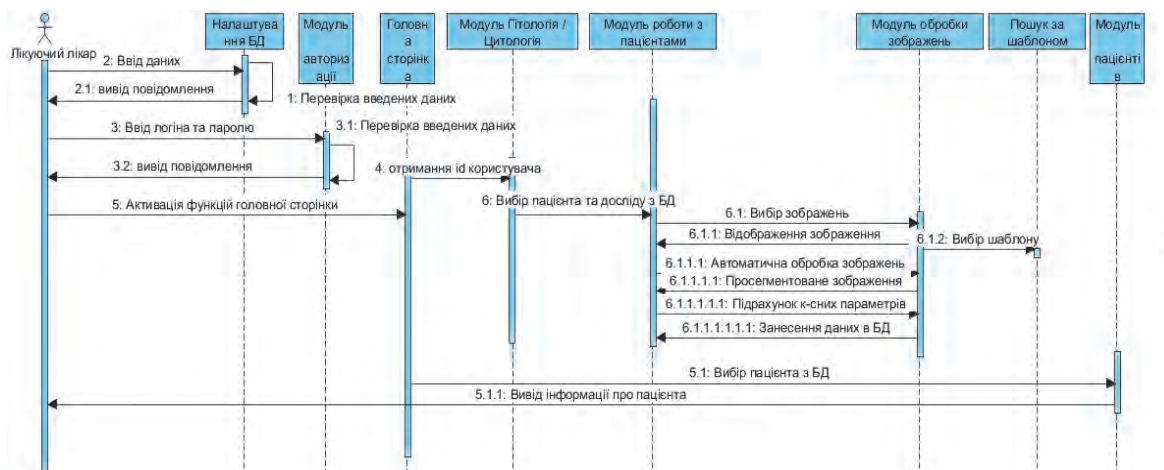 Лікуючий лікар
Налаштува
ння БД
Модуль
авториз
ації
Головн
а
сторінк
а
Модуль Гітологія /
Цитологія
Модуль роботи з
пацієнтами
Модуль обробки
зображень
Пошук за
шаблоном
Модуль
пацієнті
в
2: Ввід даних
2.1: вивід повідомлення
1: Перевірка введених даних
3: Ввід логіна та паролю
3.1: Перевірка введених даних
3.2: вивід повідомлення
4: отримання id користувача
5: Активація функцій головної сторінки
6: Вибір пацієнта та досліду з БД
6.1: Вибір зображень
6.1.1: Відображення зображення
6.1.2: Вибір шаблону
6.1.1.1: Автоматична обробка зображень
6.1.1.1.1: Просегментоване зображення
6.1.1.1.1.1: Підрахунок к-сних параметрів
6.1.1.1.1.1.1: Занесення даних в БД
5.1: Вибір пацієнта з БД
5.1.1: Вивід інформації про пацієнта